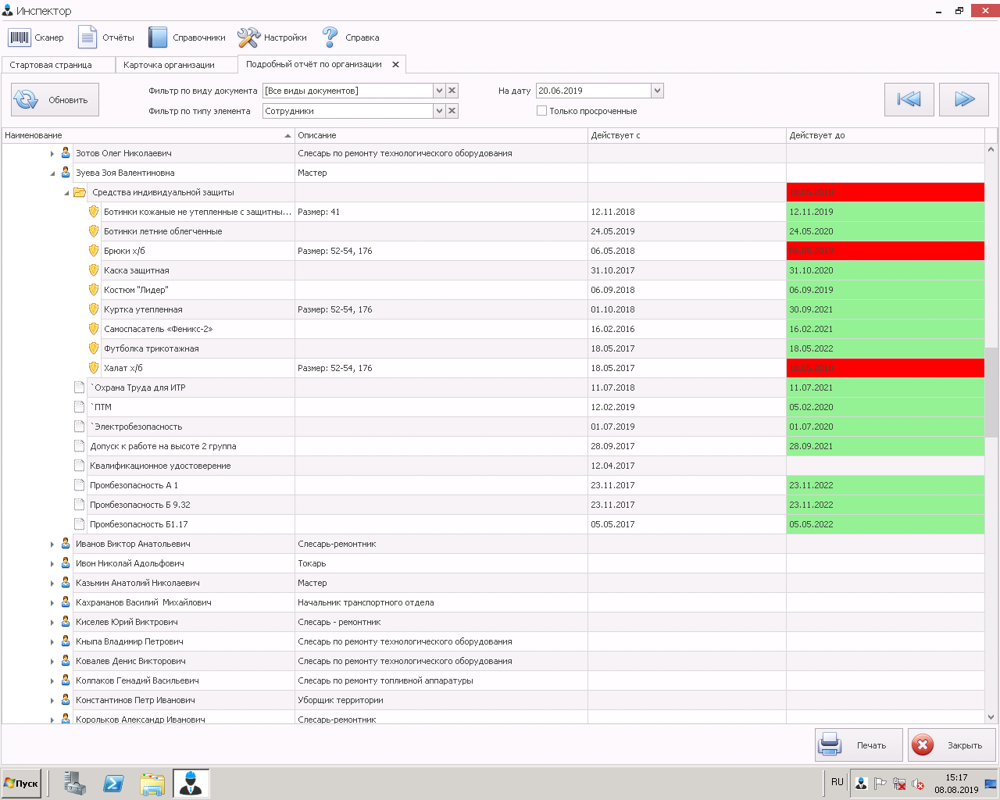 Инспектор
Сканер Отчёты Справочники Настройки Справка
Стартовая страница Карточка организации Подробный отчёт по организации
Обновить
Фильтр по виду документа [Все виды документов] На дату 20.06.2019
Фильтр по типу элемента Сотрудники Только просроченные
Наименование Описание Действует с Действует до
Зотов Олег Николаевич Слесарь по ремонту технологического оборудования
Зуева Зоя Валентиновна Мастер
Средства индивидуальной защиты
Ботинки кожаные не утепленные с защитны... Размер: 41 12.11.2018 12.11.2019
Ботинки летние облегченные 24.05.2019 24.05.2020
Брюки х/б Размер: 52-54, 176 06.05.2018
Каска защитная 31.10.2017 31.10.2020
Костюм "Лидер" 06.09.2018 06.09.2019
Куртка утепленная Размер: 52-54, 176 01.10.2018 30.09.2021
Самоспасатель «Феникс-2» 16.02.2016 16.02.2021
Футболка трикотажная 18.05.2017 18.05.2022
Халат х/б Размер: 52-54, 176 18.05.2017
`Охрана Труда для ИТР 11.07.2018 11.07.2021
`ПТМ 12.02.2019 05.02.2020
`Электробезопасность 01.07.2019 01.07.2020
Допуск к работе на высоте 2 группа 28.09.2017 28.09.2021
Квалификационное удостоверение 12.04.2017
Промбезопасность А 1 23.11.2017 23.11.2022
Промбезопасность Б 9.32 23.11.2017 23.11.2022
Промбезопасность Б1.17 05.05.2017 05.05.2022
Иванов Виктор Анатольевич Слесарь-ремонтник
Ивон Николай Адольфович Токарь
Казьмин Анатолий Николаевич Мастер
Кахраманов Василий Михайлович Начальник транспортного отдела
Киселев Юрий Виктрович Слесарь - ремонтник
Кныпа Владимир Петрович Слесарь по ремонту технологического оборудования
Ковалев Денис Викторович Слесарь по ремонту технологического оборудования
Колпаков Генадий Васильевич Слесарь по ремонту топливной аппаратуры
Константинов Петр Иванович Уборщик территории
Корольков Александр Иванович Слесарь-ремонтник
Печать Закрыть
Пуск RU 15:17
08.08.2019